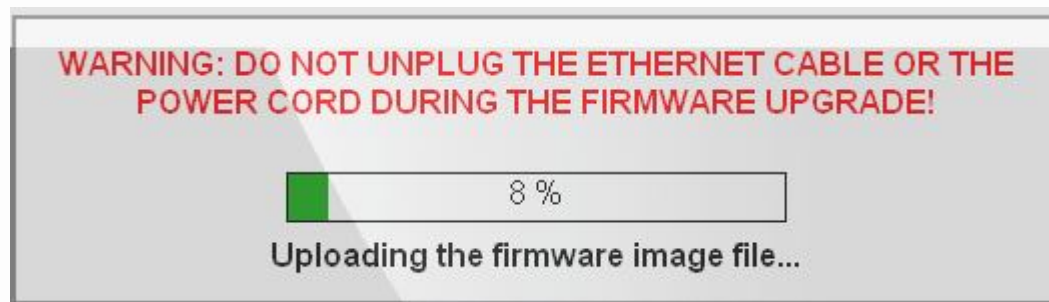 WARNING: DO NOT UNPLUG THE ETHERNET CABLE OR THE
POWER CORD DURING THE FIRMWARE UPGRADE!
8 %
Uploading the firmware image file...